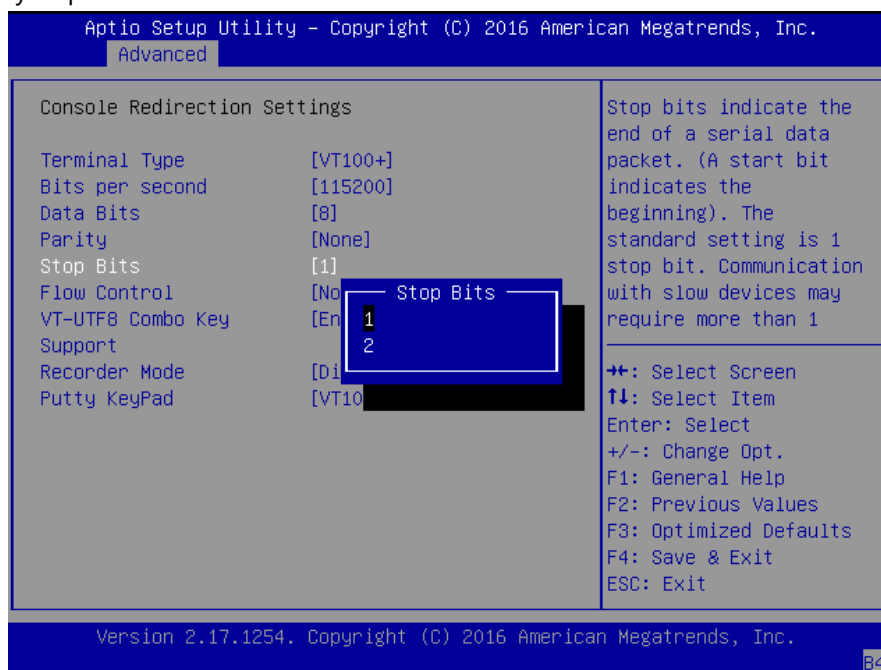 Aptio Setup Utility – Copyright (C) 2016 American Megatrends, Inc.
Advanced
Console Redirection Settings
Terminal Type [VT100+]
Bits per second [115200]
Data Bits [8]
Parity [None]
Stop Bits [1]
Flow Control [No
VT-UTF8 Combo Key [En
Support
Recorder Mode [Di
Putty KeyPad [VT10
Stop Bits
1
2
Stop bits indicate the
end of a serial data
packet. (A start bit
indicates the
beginning). The
standard setting is 1
stop bit. Communication
with slow devices may
require more than 1
→←: Select Screen
↑↓: Select Item
Enter: Select
+/-: Change Opt.
F1: General Help
F2: Previous Values
F3: Optimized Defaults
F4: Save & Exit
ESC: Exit
Version 2.17.1254. Copyright (C) 2016 American Megatrends, Inc.